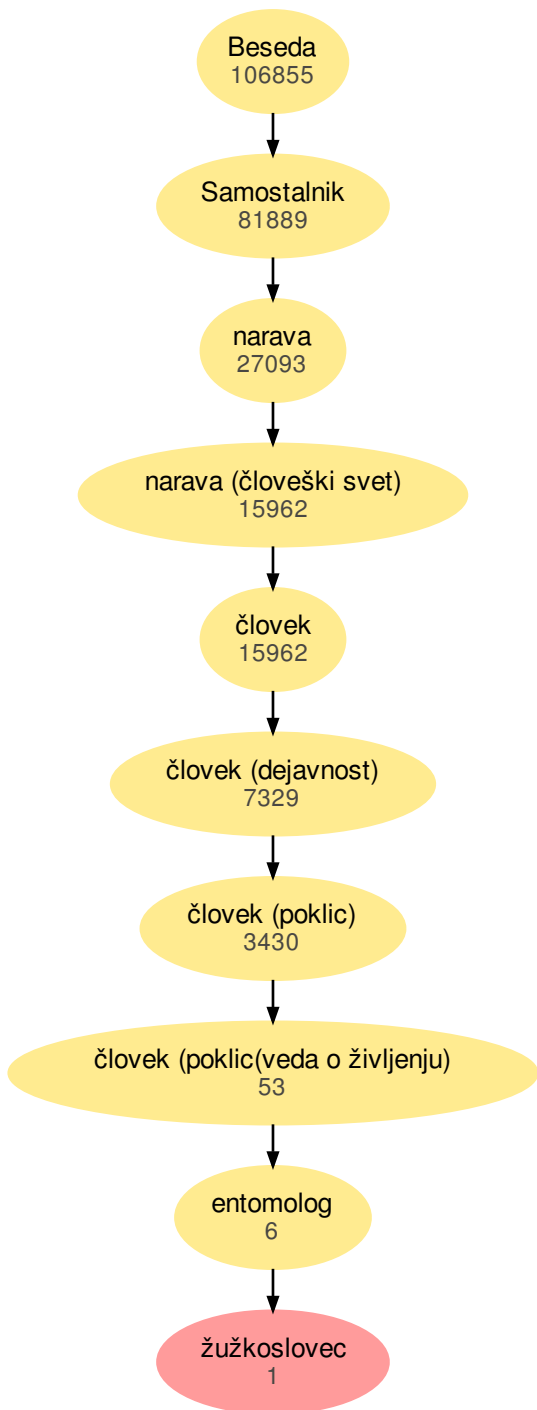 Beseda
106855
Samostalnik
81889
narava
27093
narava (človeški svet)
15962
človek
15962
človek (dejavnost)
7329
človek (poklic)
3430
človek (poklic(veda o življenju)
53
entomolog
6
žužkoslovec
1